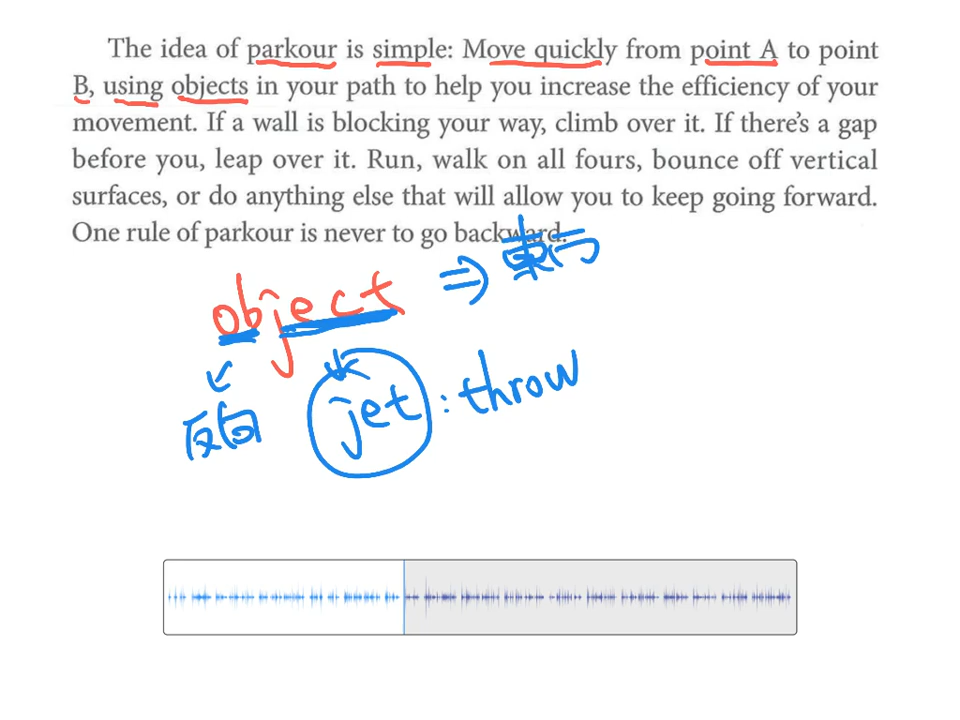 The idea of parkour is simple: Move quickly from point A to point
B, using objects in your path to help you increase the efficiency of your
movement. If a wall is blocking your way, climb over it. If there's a gap
before you, leap over it. Run, walk on all fours, bounce off vertical
surfaces, or do anything else that will allow you to keep going forward.
One rule of parkour is never to go backward.
object ⇒ 東方
反向 jet : throw